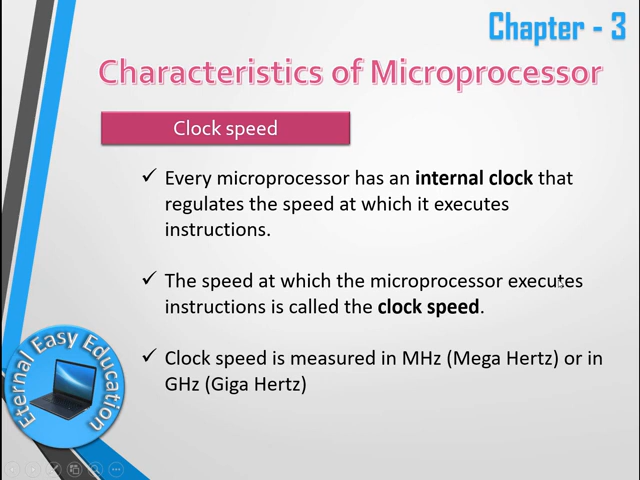 Chapter - 3
Characteristics of Microprocessor
Clock speed
✓ Every microprocessor has an internal clock that
regulates the speed at which it executes
instructions.
✓ The speed at which the microprocessor executes
instructions is called the clock speed.
✓ Clock speed is measured in MHz (Mega Hertz) or in
GHz (Giga Hertz)
Eternal Easy Education